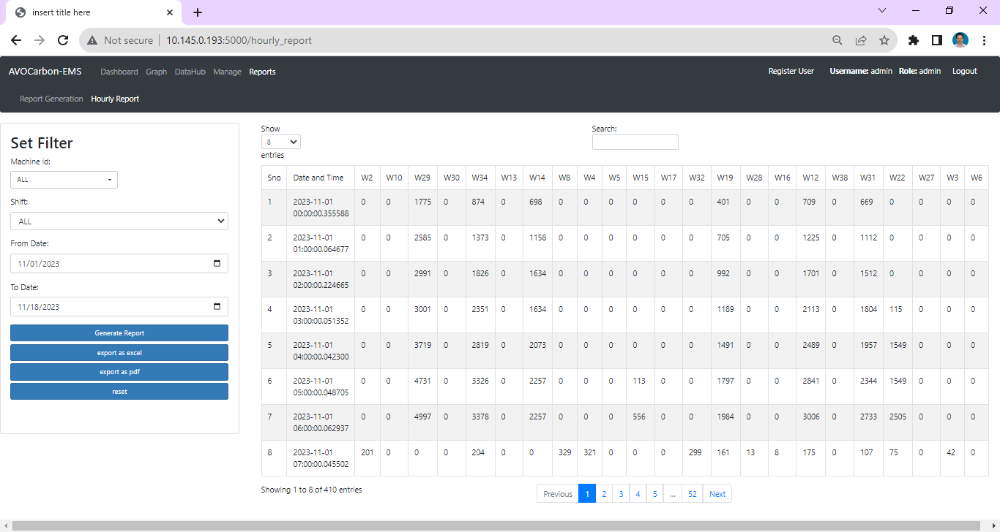 insert title here
Not secure 10.145.0.193:5000/hourly_report
AVOCarbon-EMS Dashboard Graph DataHub Manage Reports Register User Username: admin Role: admin Logout
Report Generation Hourly Report
Set Filter
Machine id:
ALL
Shift:
ALL
From Date:
11/01/2023
To Date:
11/18/2023
Generate Report
export as excel
export as pdf
reset
Show
8
entries
Search:
Sno Date and Time W2 W10 W29 W30 W34 W13 W14 W8 W4 W5 W15 W17 W32 W19 W28 W16 W12 W38 W31 W22 W27 W3 W6
1 2023-11-01 0 0 1775 0 874 0 698 0 0 0 0 0 0 401 0 0 709 0 669 0 0 0 0
00:00:00.355588
2 2023-11-01 0 0 2585 0 1373 0 1158 0 0 0 0 0 0 705 0 0 1225 0 1112 0 0 0 0
01:00:00.064677
3 2023-11-01 0 0 2991 0 1826 0 1634 0 0 0 0 0 0 992 0 0 1701 0 1512 0 0 0 0
02:00:00.224665
4 2023-11-01 0 0 3001 0 2351 0 1634 0 0 0 0 0 0 1189 0 0 2113 0 1804 115 0 0 0
03:00:00.051352
5 2023-11-01 0 0 3719 0 2819 0 2073 0 0 0 0 0 0 1491 0 0 2489 0 1957 1549 0 0 0
04:00:00.042300
6 2023-11-01 0 0 4731 0 3326 0 2257 0 0 0 113 0 0 1797 0 0 2841 0 2344 1549 0 0 0
05:00:00.048705
7 2023-11-01 0 0 4997 0 3378 0 2257 0 0 0 556 0 0 1984 0 0 3006 0 2733 2505 0 0 0
06:00:00.062937
8 2023-11-01 201 0 0 0 204 0 0 329 321 0 0 0 299 161 13 8 175 0 107 75 0 42 0
07:00:00.045502
Showing 1 to 8 of 410 entries
Previous 1 2 3 4 5 ... 52 Next